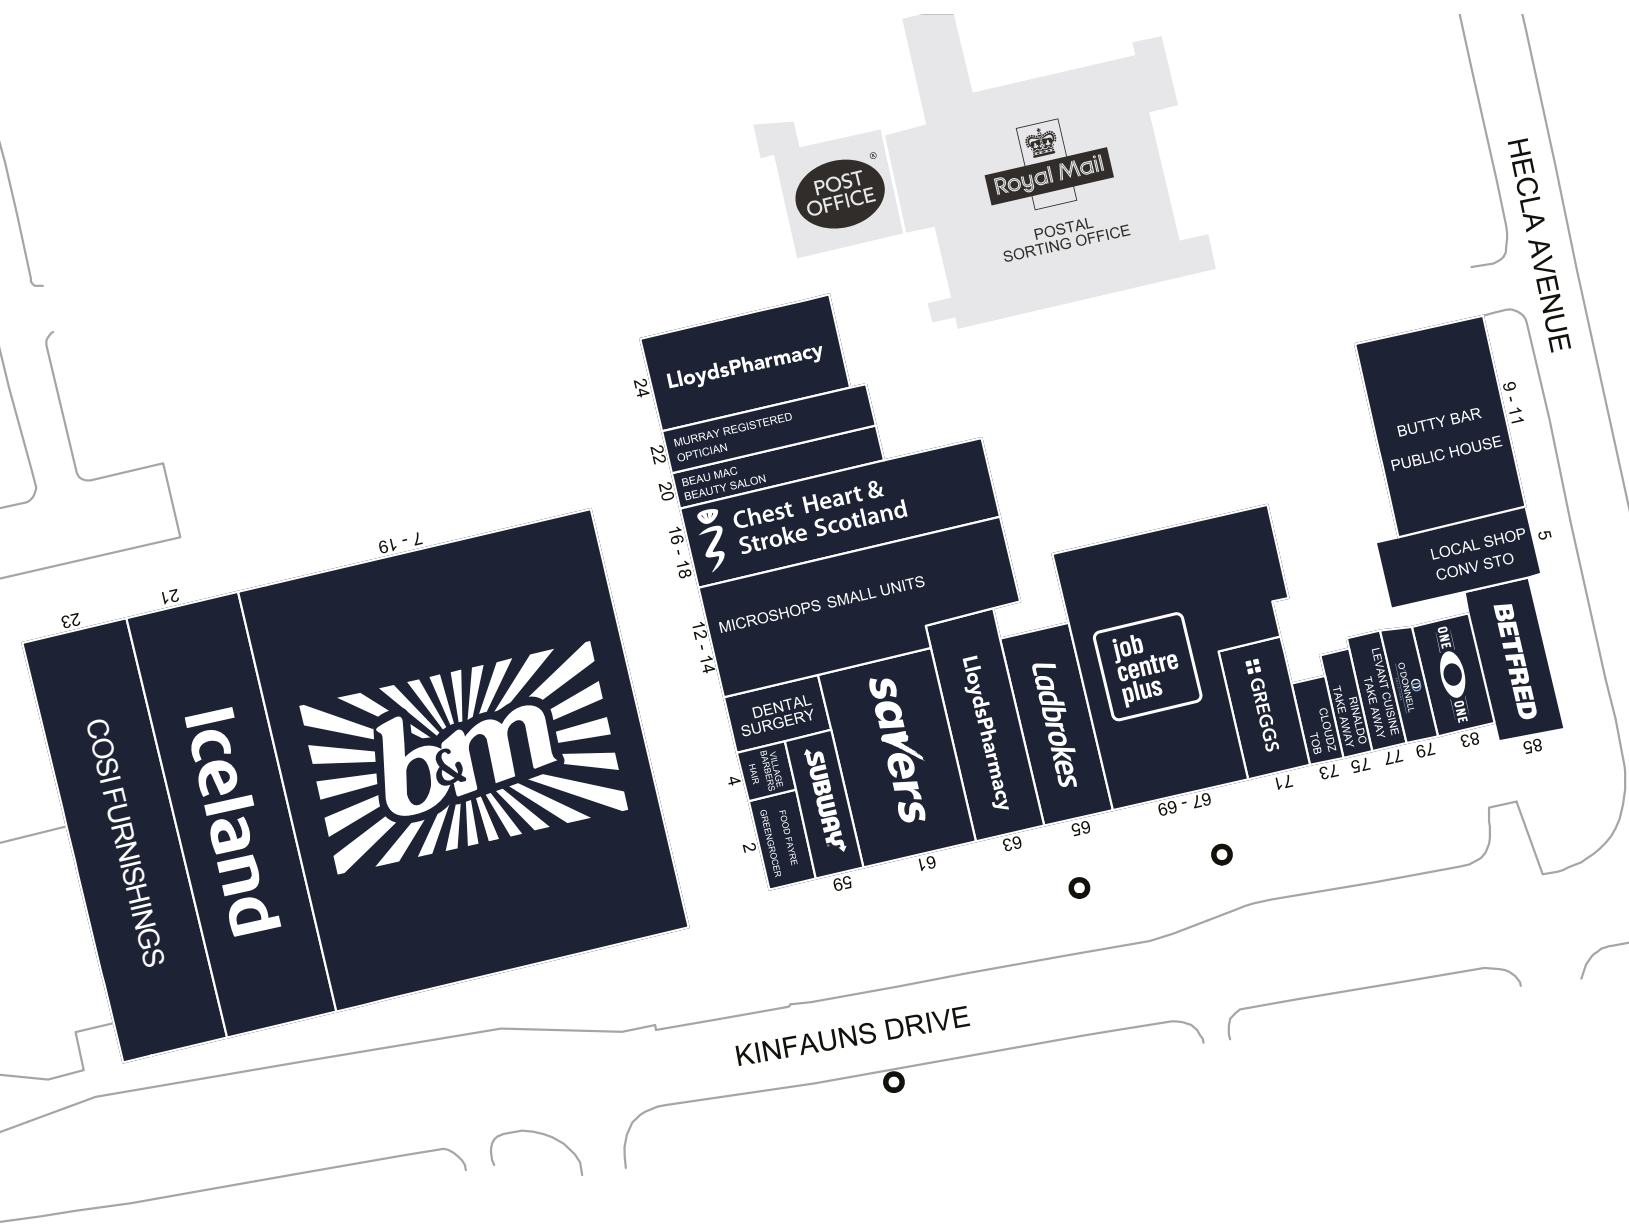 POST
OFFICE
®
Royal Mail
POSTAL
SORTING OFFICE
HECLA AVENUE
24
LloydsPharmacy
22
MURRAY REGISTERED
OPTICIAN
20
BEAU MAC
BEAUTY SALON
16 - 18
Chest Heart &
Stroke Scotland
12 - 14
MICROSHOPS SMALL UNITS
DENTAL
SURGERY
4
VILLAGE
BARBERS
HAIR
2
FOOD FAYRE
GREENGROCER
SUBWAY
59
savers
61
LloydsPharmacy
63
Ladbrokes
65
job
centre
plus
67 - 69
GREGGS
71
CLOUDZ
TOB
73
RINALDO
TAKE AWAY
75
LEVANT CUISINE
TAKE AWAY
77
O'DONNELL
79
ONE
O
ONE
83
BETFRED
85
LOCAL SHOP
CONV STO
5
BUTTY BAR
PUBLIC HOUSE
9 - 11
23
COSI FURNISHINGS
21
Iceland
7 - 19
b&m
KINFAUNS DRIVE